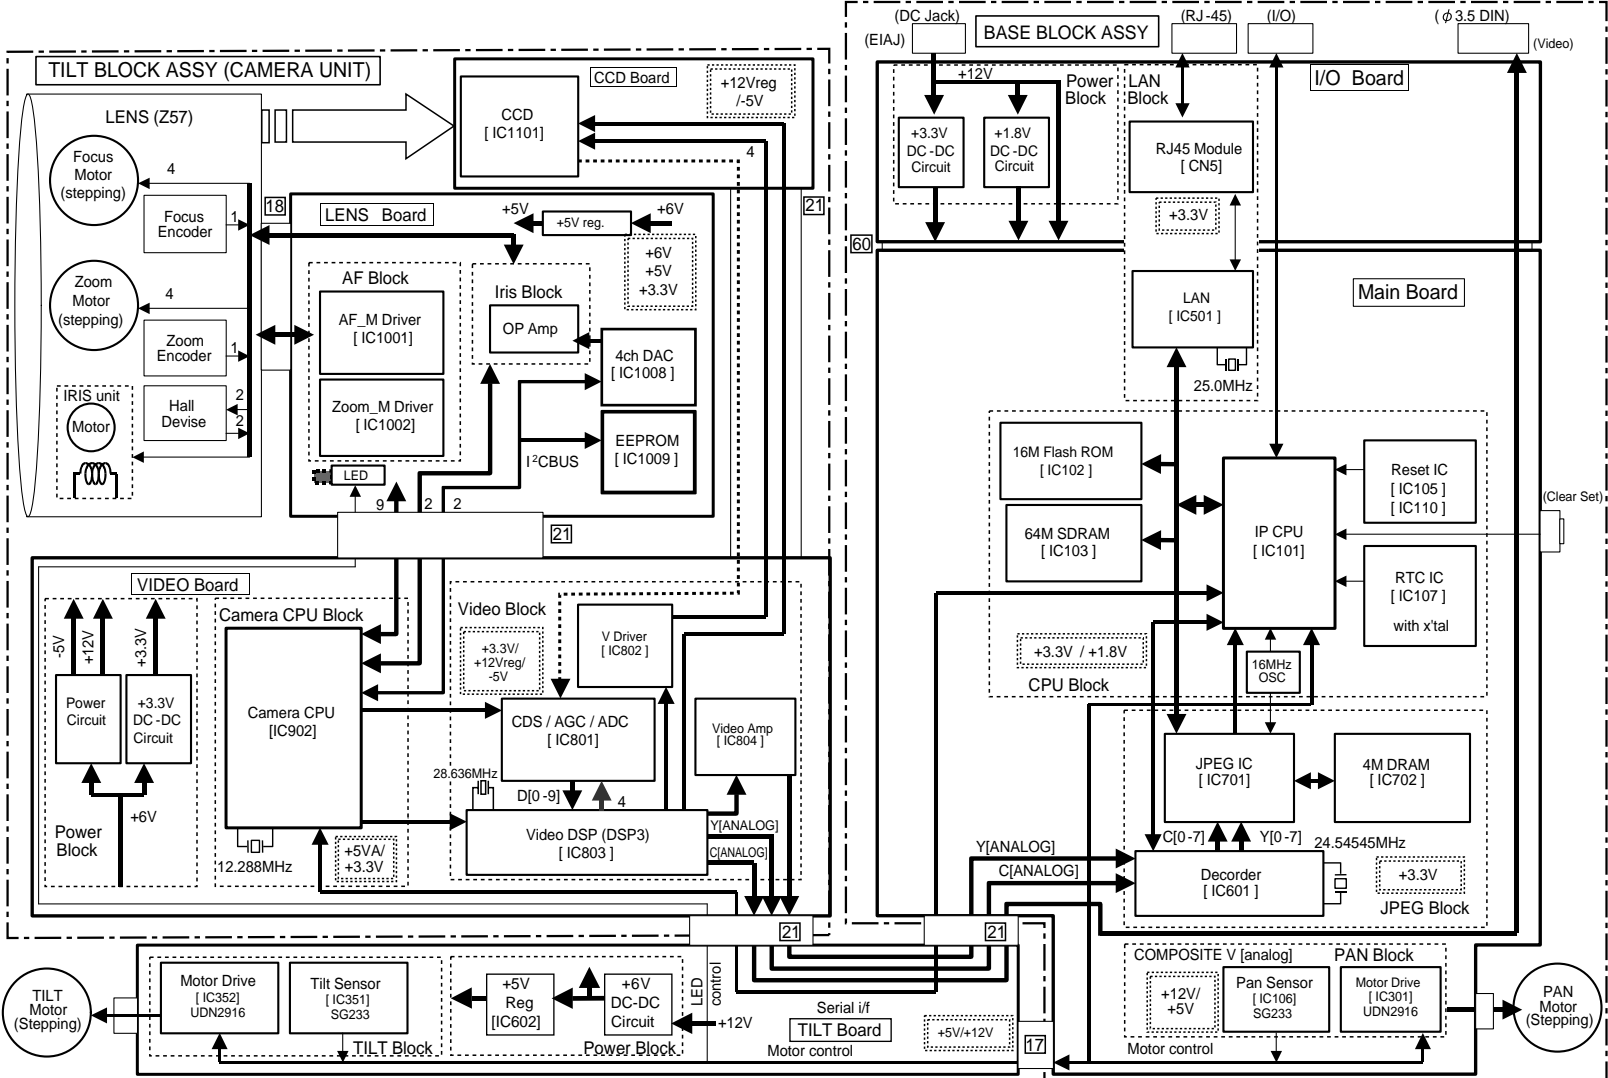 TILT BLOCK ASSY (CAMERA UNIT)
LENS (Z57)
Focus
Motor
(stepping)
4
Focus
Encoder
1
Zoom
Motor
(stepping)
4
Zoom
Encoder
1
IRIS unit
Motor
Hall
Devise
2
2
18
CCD Board
CCD
[ IC1101]
+12Vreg
/-5V
4
21
LENS Board
+5V
+5V reg.
+6V
+6V
+5V
+3.3V
AF Block
AF_M Driver
[ IC1001]
Zoom_M Driver
[IC1002]
Iris Block
OP Amp
4ch DAC
[ IC1008 ]
EEPROM
[ IC1009 ]
I²CBUS
LED
9
2
2
21
VIDEO Board
-5V
+12V
+3.3V
Power
Circuit
+3.3V
DC-DC
Circuit
+6V
Power
Block
Camera CPU Block
Camera CPU
[IC902]
12.288MHz
+5VA/
+3.3V
Video Block
+3.3V/
+12Vreg/
-5V
V Driver
[ IC802 ]
CDS / AGC / ADC
[ IC801]
Video Amp
[ IC804 ]
28.636MHz
D[0-9]
4
Video DSP (DSP3)
[ IC803 ]
Y[ANALOG]
C[ANALOG]
21
TILT
Motor
(Stepping)
Motor Drive
[ IC352]
UDN2916
Tilt Sensor
[ IC351]
SG233
TILT Block
+5V
Reg
[IC602]
+6V
DC-DC
Circuit
Power Block
LED
control
+12V
Serial i/f
TILT Board
Motor control
+5V/+12V
17
BASE BLOCK ASSY
(DC Jack)
(EIAJ)
(RJ-45)
(I/O)
(ϕ3.5 DIN)
(Video)
I/O Board
+12V
Power
Block
+3.3V
DC-DC
Circuit
+1.8V
DC-DC
Circuit
LAN
Block
RJ45 Module
[ CN5]
+3.3V
60
Main Board
LAN
[ IC501 ]
25.0MHz
16M Flash ROM
[ IC102 ]
64M SDRAM
[ IC103 ]
IP CPU
[ IC101]
Reset IC
[ IC105 ]
[ IC110 ]
(Clear Set)
RTC IC
[ IC107 ]
with x'tal
+3.3V / +1.8V
CPU Block
16MHz
OSC
JPEG IC
[ IC701]
4M DRAM
[ IC702 ]
C[0-7]
Y[0-7]
24.54545MHz
Y[ANALOG]
C[ANALOG]
Decorder
[ IC601 ]
+3.3V
JPEG Block
21
COMPOSITE V [analog]
PAN Block
+12V/
+5V
Pan Sensor
[ IC106]
SG233
Motor Drive
[ IC301]
UDN2916
PAN
Motor
(Stepping)
Motor control